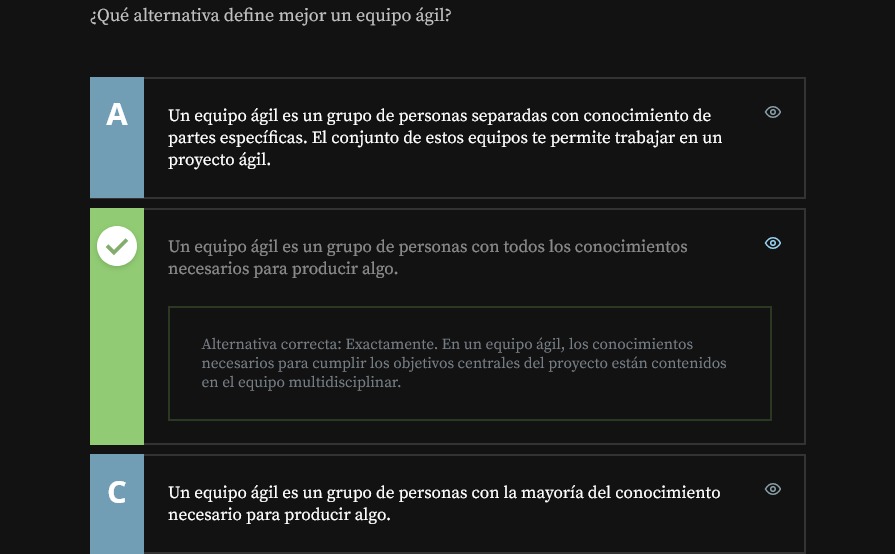 ¿Qué alternativa define mejor un equipo ágil?
A
Un equipo ágil es un grupo de personas separadas con conocimiento de
partes específicas. El conjunto de estos equipos te permite trabajar en un
proyecto ágil.
Un equipo ágil es un grupo de personas con todos los conocimientos
necesarios para producir algo.
Alternativa correcta: Exactamente. En un equipo ágil, los conocimientos
necesarios para cumplir los objetivos centrales del proyecto están contenidos
en el equipo multidisciplinar.
C
Un equipo ágil es un grupo de personas con la mayoría del conocimiento
necesario para producir algo.